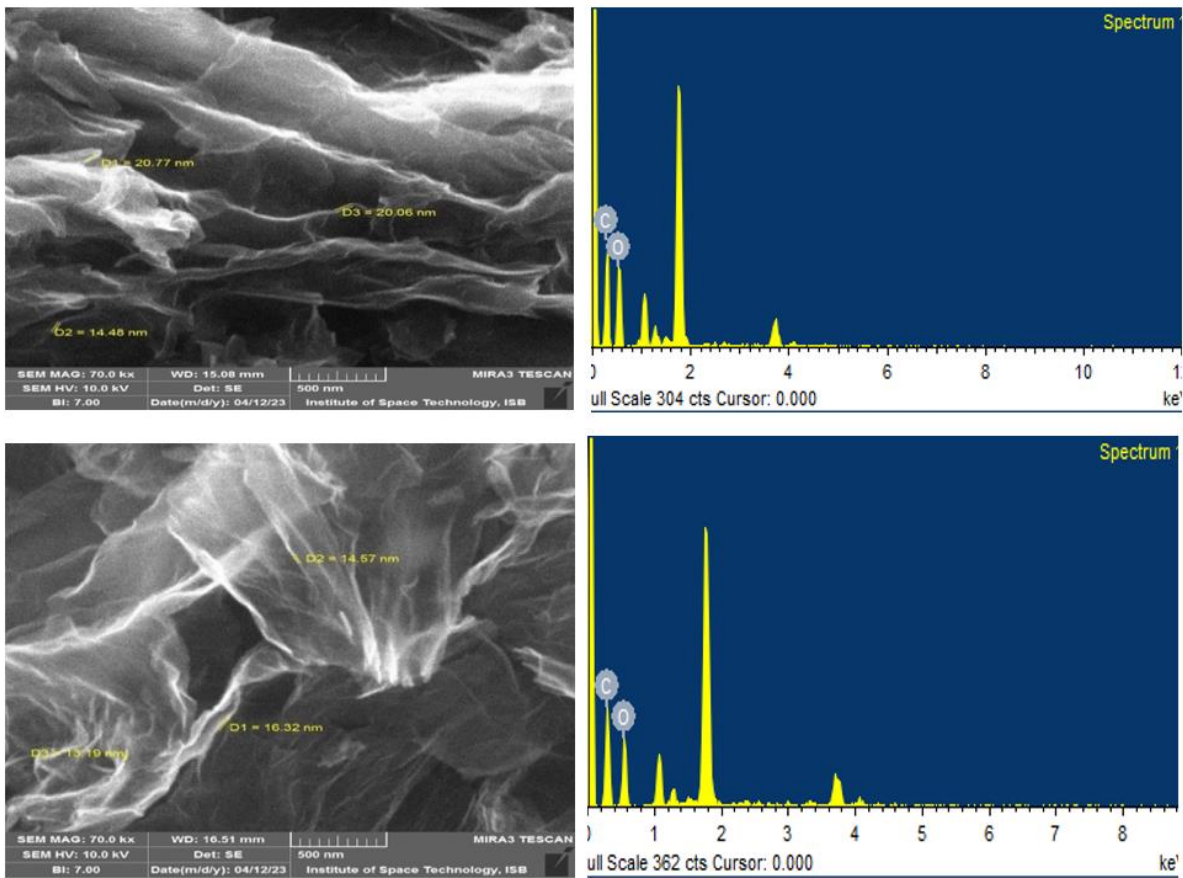 D1 = 20.77 nm
D3 = 20.06 nm
D2 = 14.48 nm
SEM MAG: 70.0 kx WD: 15.08 mm MIRA3 TESCAN
SEM HV: 10.0 kV Det: SE 500 nm
BI: 7.00 Date(m/d/y): 04/12/23 Institute of Space Technology, ISB
Spectrum
C
O
2 4 6 8 10
ull Scale 304 cts Cursor: 0.000
D2 = 14.57 nm
D1 = 16.32 nm
13.19 nm
SEM MAG: 70.0 kx WD: 16.51 mm MIRA3 TESCAN
SEM HV: 10.0 kV Det: SE 500 nm
BI: 7.00 Date(m/d/y): 04/12/23 Institute of Space Technology, ISB
Spectrum
C
O
1 2 3 4 5 6 7 8
ull Scale 362 cts Cursor: 0.000